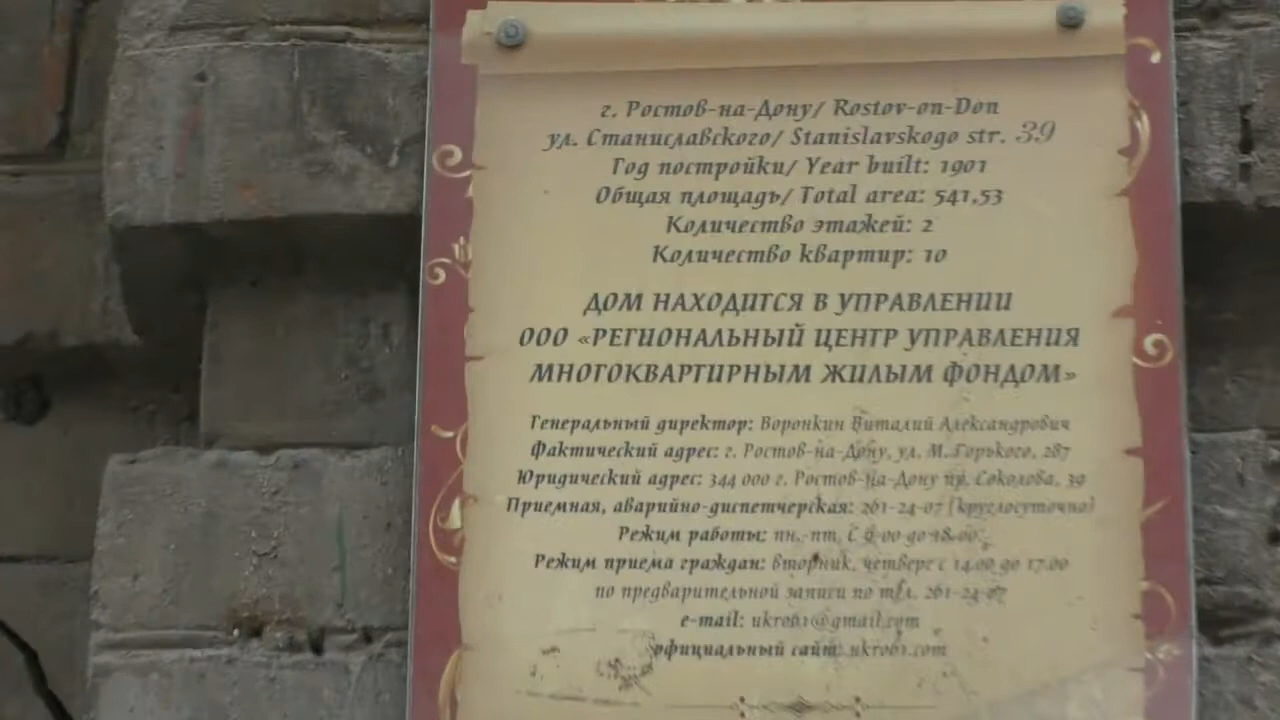 г. Ростов-на-Дону/ Rostov-on-Don
ул. Станиславского/ Stanislavskogo str. 39
Год постройки/ Year built: 1901
Общая площадь/ Total area: 541,53
Количество этажей: 2
Количество квартир: 10
ДОМ НАХОДИТСЯ В УПРАВЛЕНИИ
ООО «РЕГИОНАЛЬНЫЙ ЦЕНТР УПРАВЛЕНИЯ
МНОГОКВАРТИРНЫМ ЖИЛЫМ ФОНДОМ»
Генеральный директор: Воронкин Виталий Александрович
Фактический адрес: г. Ростов-на-Дону, ул. М. Горького, 287
Юридический адрес: 344 000 г. Ростов-на-Дону пр. Соколова, 39
Приемная, аварийно-диспетчерская: 261-24-07 (круглосуточно)
Режим работы: пн.-пт. С 9.00 до 18.00
Режим приема граждан: вторник, четверг с 14.00 до 17.00
по предварительной записи по тел. 261-24-07
e-mail: ukro61@gmail.com
официальный сайт: ukro61.com